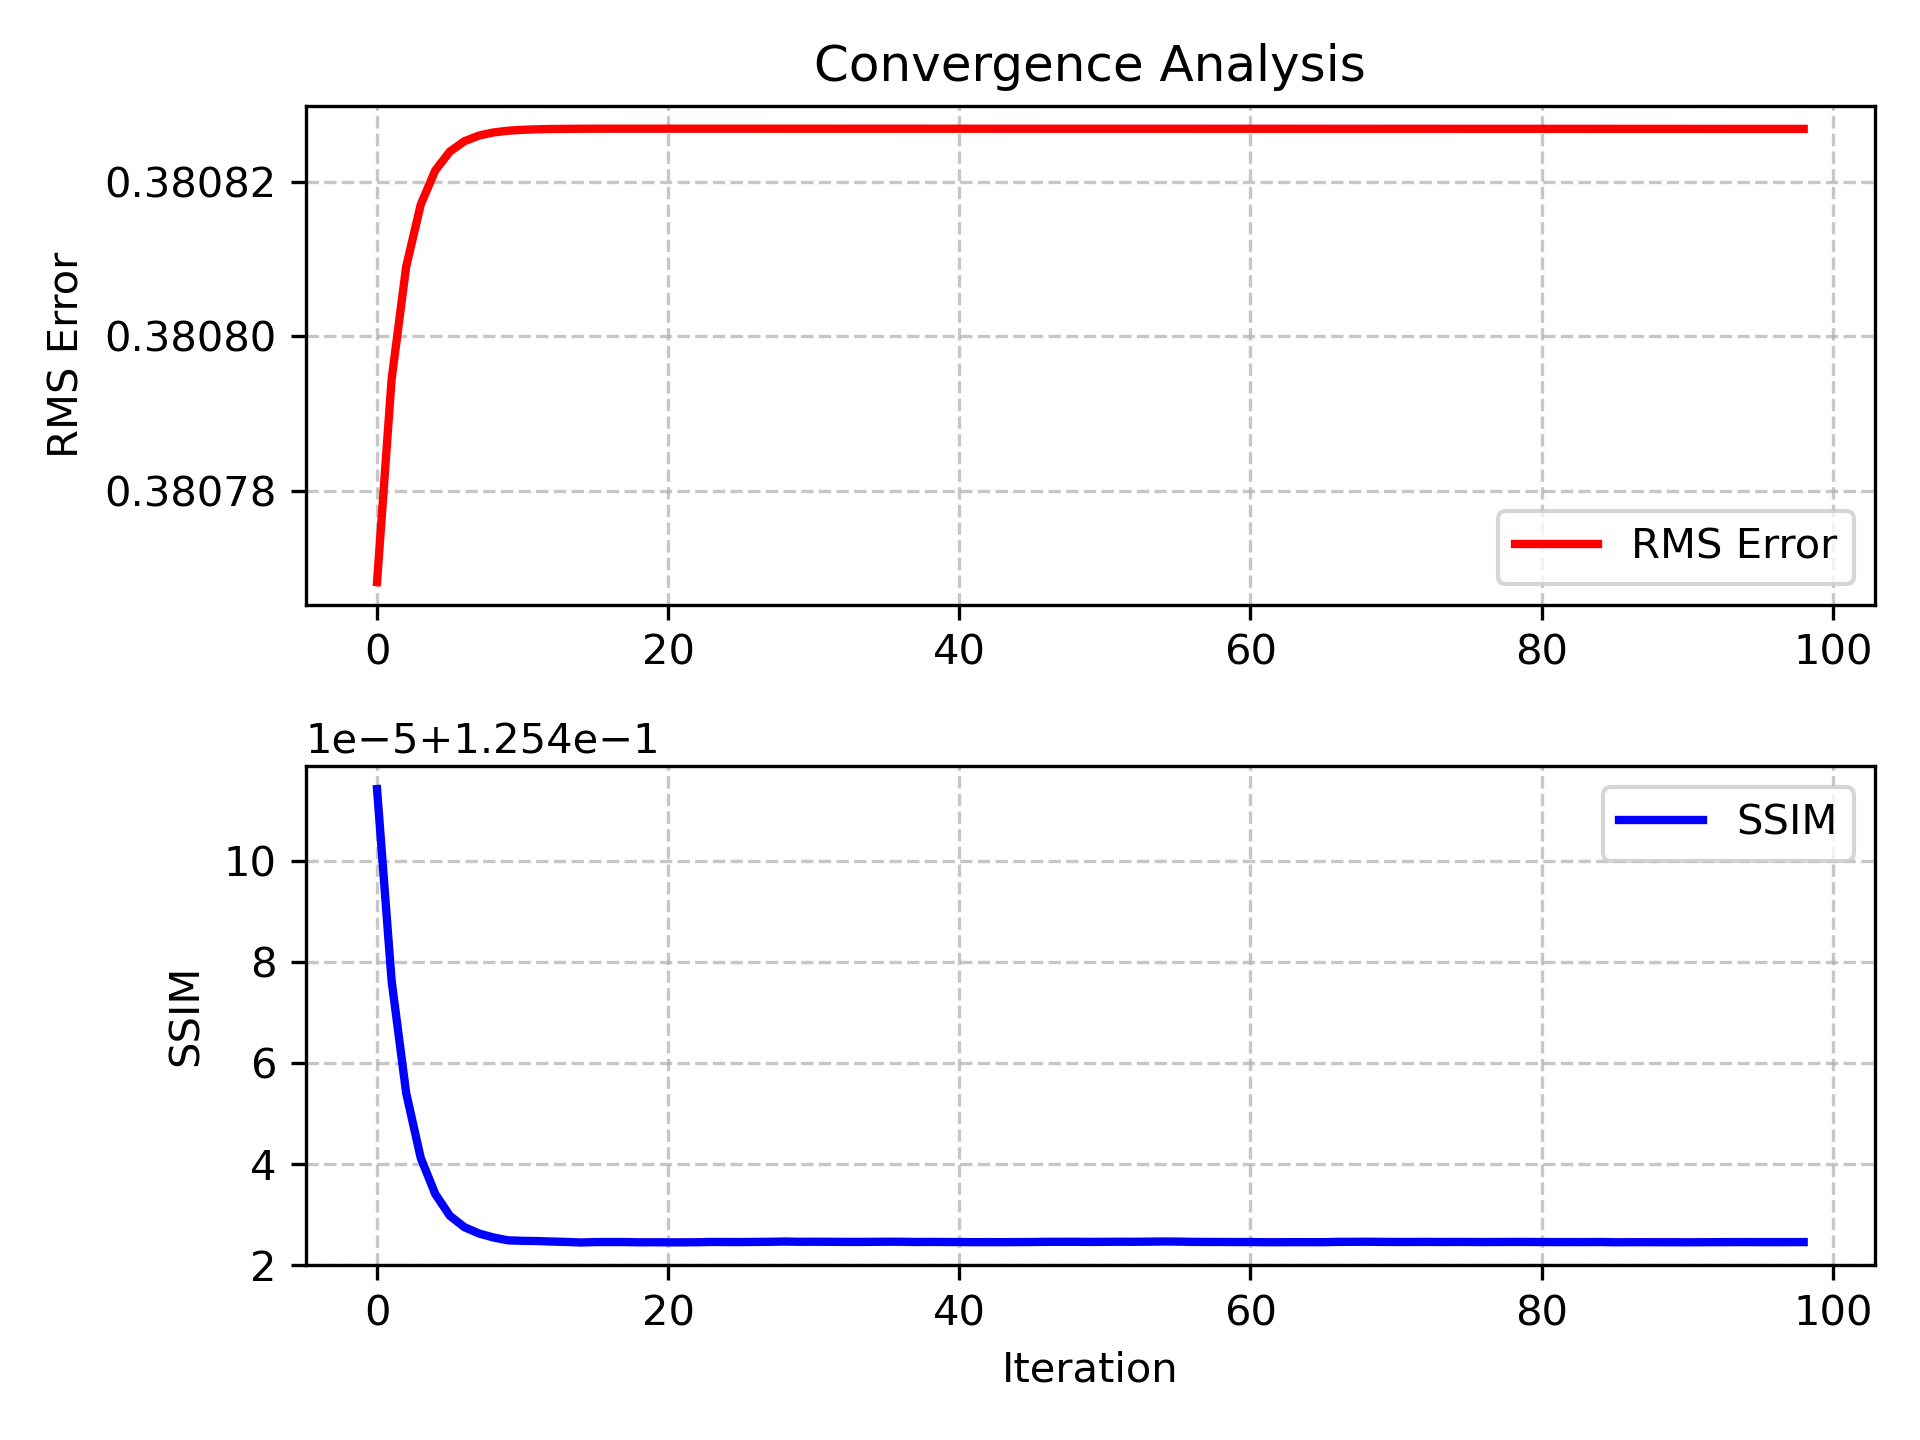 Convergence Analysis
RMS Error
0.38082
0.38080
0.38078
RMS Error
0 20 40 60 80 100
1e−5+1.254e−1
SSIM
10
8
6
4
2
SSIM
0 20 40 60 80 100
Iteration